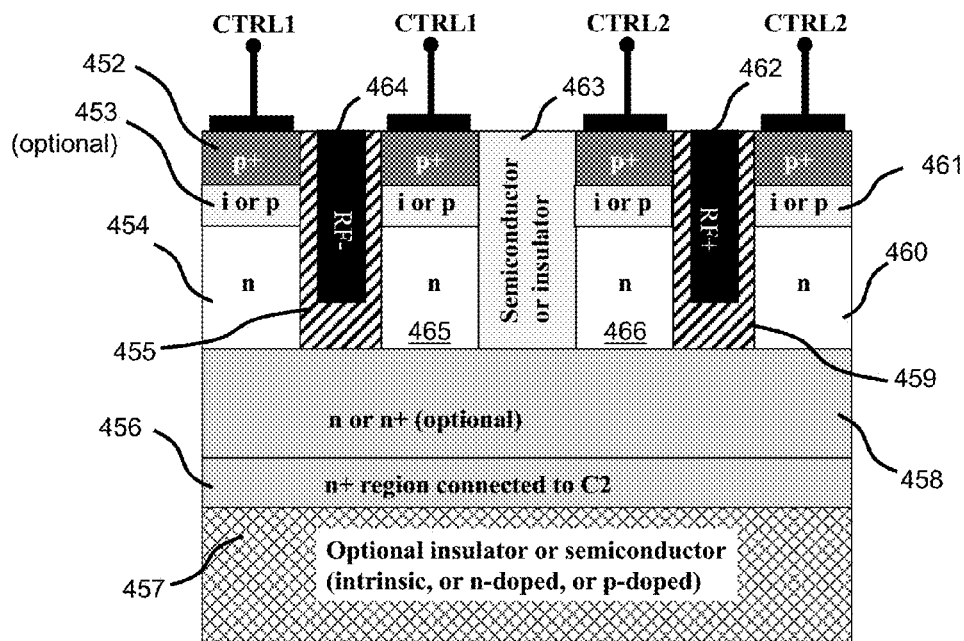 CTRL1 CTRL1 CTRL2 CTRL2
452 464 463 462
453
(optional)
p+ p+ p+ p+
461
i or p i or p i or p i or p
454
RF- RF+
Semiconductor
or insulator
460
n n n n
455 465 466
459
456
n or n+ (optional)
458
n+ region connected to C2
457
Optional insulator or semiconductor
(intrinsic, or n-doped, or p-doped)